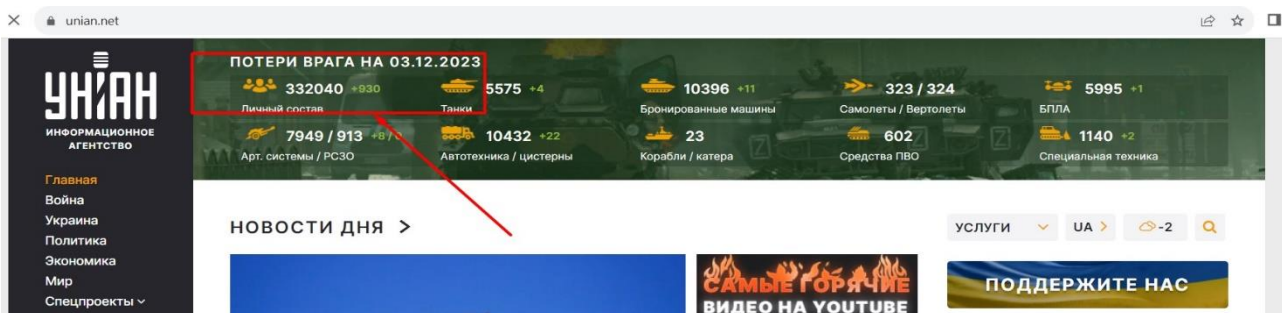 unian.net
УНІАН
ИНФОРМАЦИОННОЕ
АГЕНТСТВО
Главная
Война
Украина
Политика
Экономика
Мир
Спецпроекты
ПОТЕРИ ВРАГА НА 03.12.2023
332040 +930
Личный состав
5575 +4
Танки
10396 +11
Бронированные машины
323 / 324
Самолеты / Вертолеты
5995 +1
БПЛА
7949 / 913 +8 / 0
Арт. системы / РСЗО
10432 +22
Автотехника / цистерны
23
Корабли / катера
602
Средства ПВО
1140 +2
Специальная техника
НОВОСТИ ДНЯ >
УСЛУГИ
UA >
-2
САМЫЕ ГОРЯЧИЕ
ВИДЕО НА YOUTUBE
ПОДДЕРЖИТЕ НАС